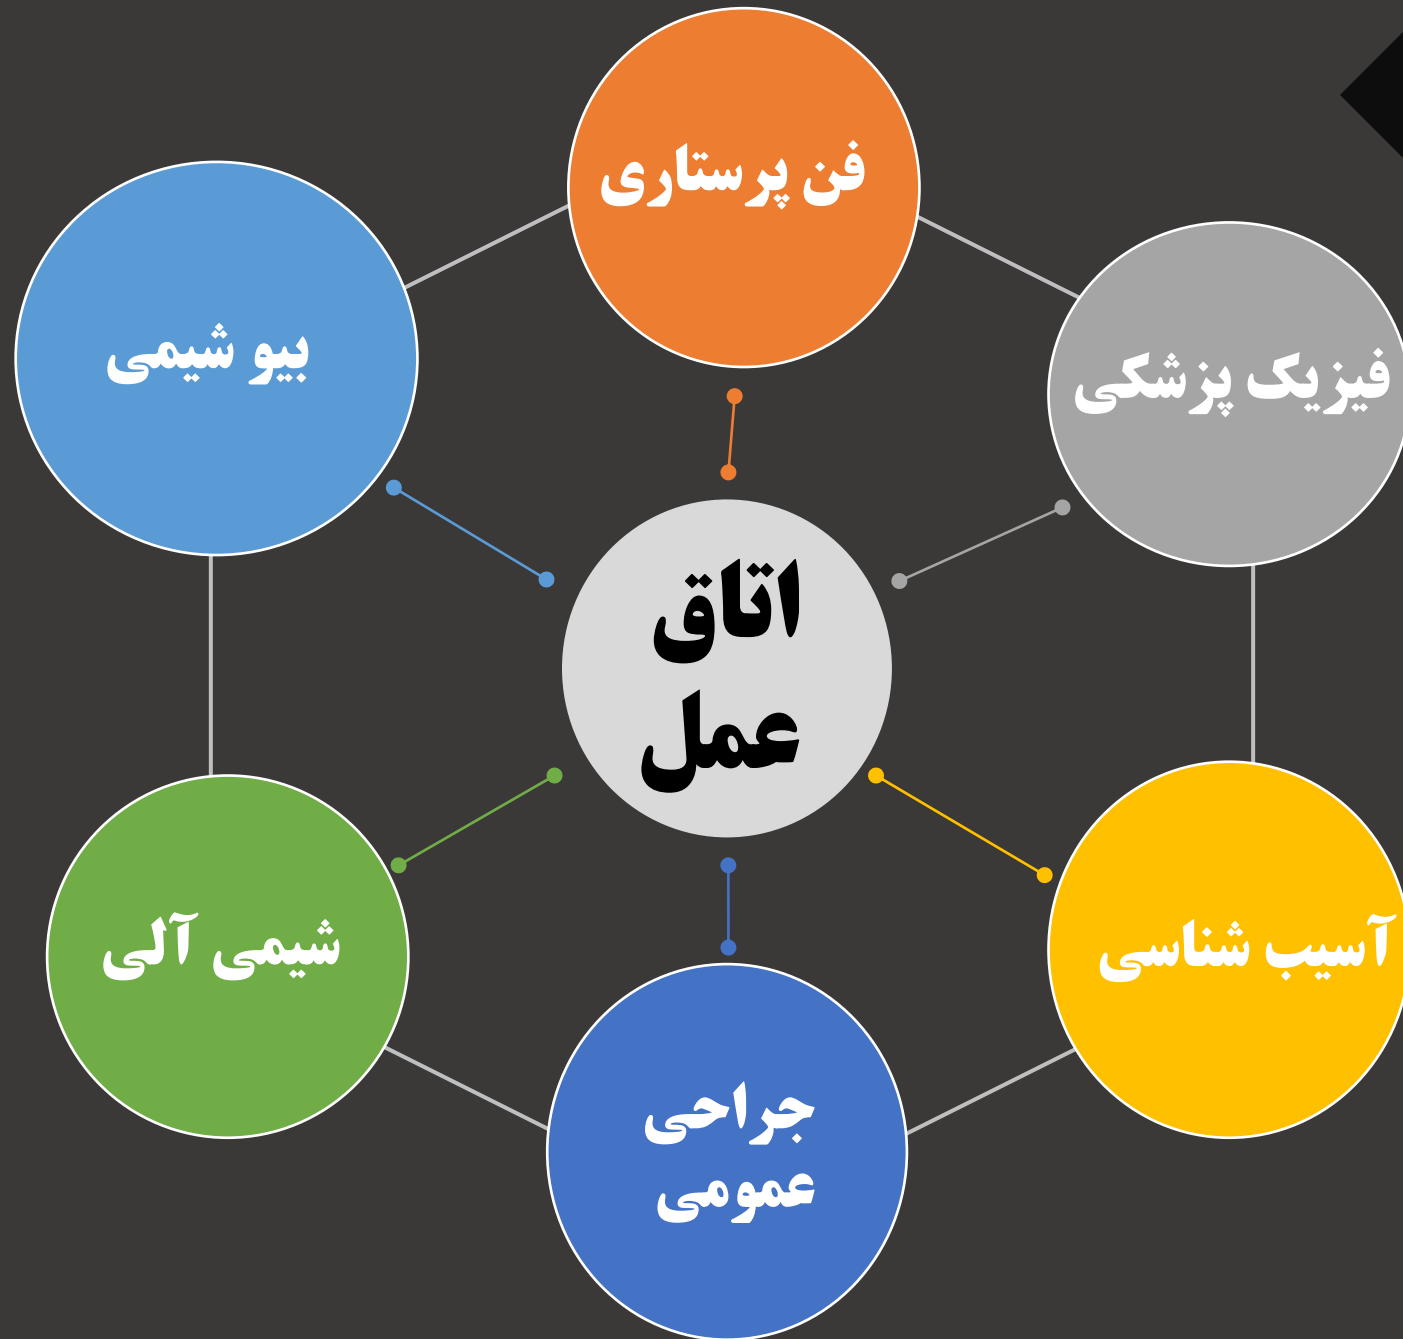 فن پرستاری
فیزیک پزشکی
بیو شیمی
اتاق
عمل
آسیب شناسی
شیمی آلی
جراحی
عمومی